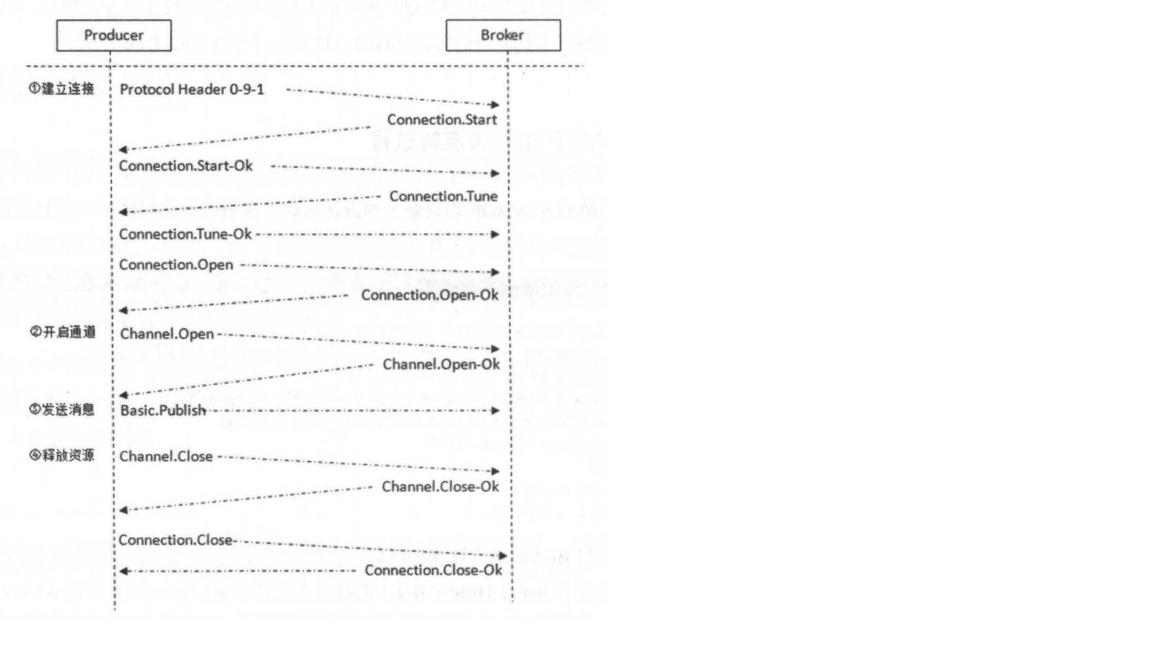 Producer
Broker
①建立连接 Protocol Header 0-9-1
Connection.Start
Connection.Start-Ok
Connection.Tune
Connection.Tune-Ok
Connection.Open
Connection.Open-Ok
②开启通道 Channel.Open
Channel.Open-Ok
③发送消息 Basic.Publish
④释放资源 Channel.Close
Channel.Close-Ok
Connection.Close
Connection.Close-Ok